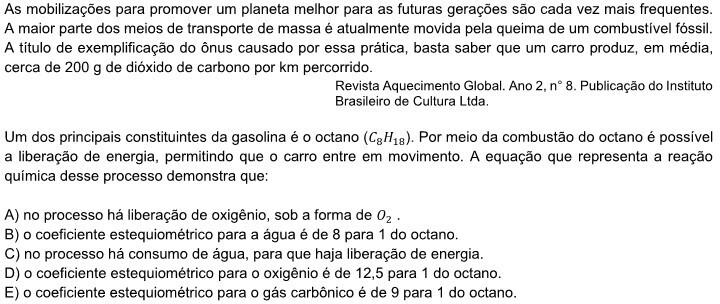 As mobilizações para promover um planeta melhor para as futuras gerações são cada vez mais frequentes.
A maior parte dos meios de transporte de massa é atualmente movida pela queima de um combustível fóssil.
A título de exemplificação do ônus causado por essa prática, basta saber que um carro produz, em média,
cerca de 200 g de dióxido de carbono por km percorrido.
Revista Aquecimento Global. Ano 2, n° 8. Publicação do Instituto
Brasileiro de Cultura Ltda.
Um dos principais constituintes da gasolina é o octano (C₈H₁₈). Por meio da combustão do octano é possível
a liberação de energia, permitindo que o carro entre em movimento. A equação que representa a reação
química desse processo demonstra que:
A) no processo há liberação de oxigênio, sob a forma de O₂ .
B) o coeficiente estequiométrico para a água é de 8 para 1 do octano.
C) no processo há consumo de água, para que haja liberação de energia.
D) o coeficiente estequiométrico para o oxigênio é de 12,5 para 1 do octano.
E) o coeficiente estequiométrico para o gás carbônico é de 9 para 1 do octano.